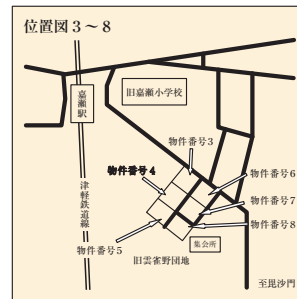 位置図3~8
嘉瀬駅
旧嘉瀬小学校
物件番号3
物件番号4
物件番号6
物件番号7
物件番号8
津軽鉄道線
物件番号5
集会所
旧雲雀野団地
至毘沙門